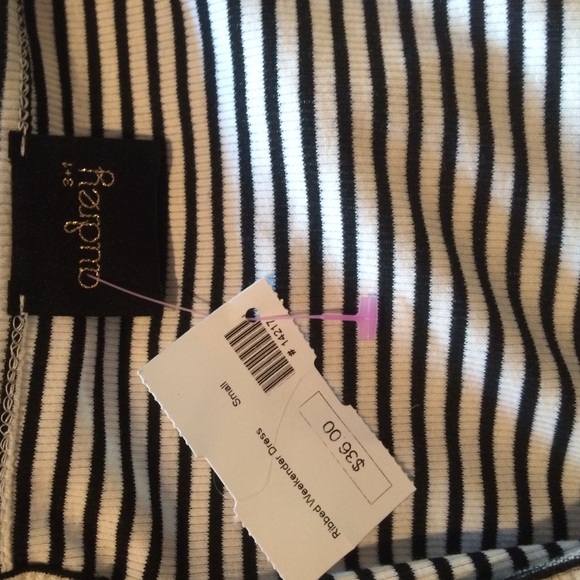 audrey
3+1
# 14217
Small
Ribbed Weekender Dress
$36.00